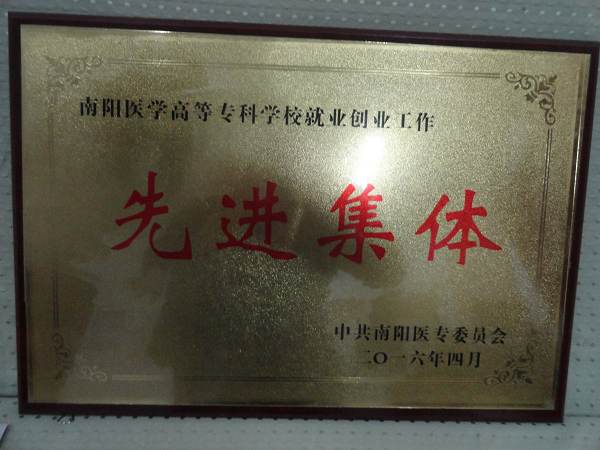 南阳医学高等专科学校就业创业工作
先进集体
中共南阳医专委员会
二〇一六年四月